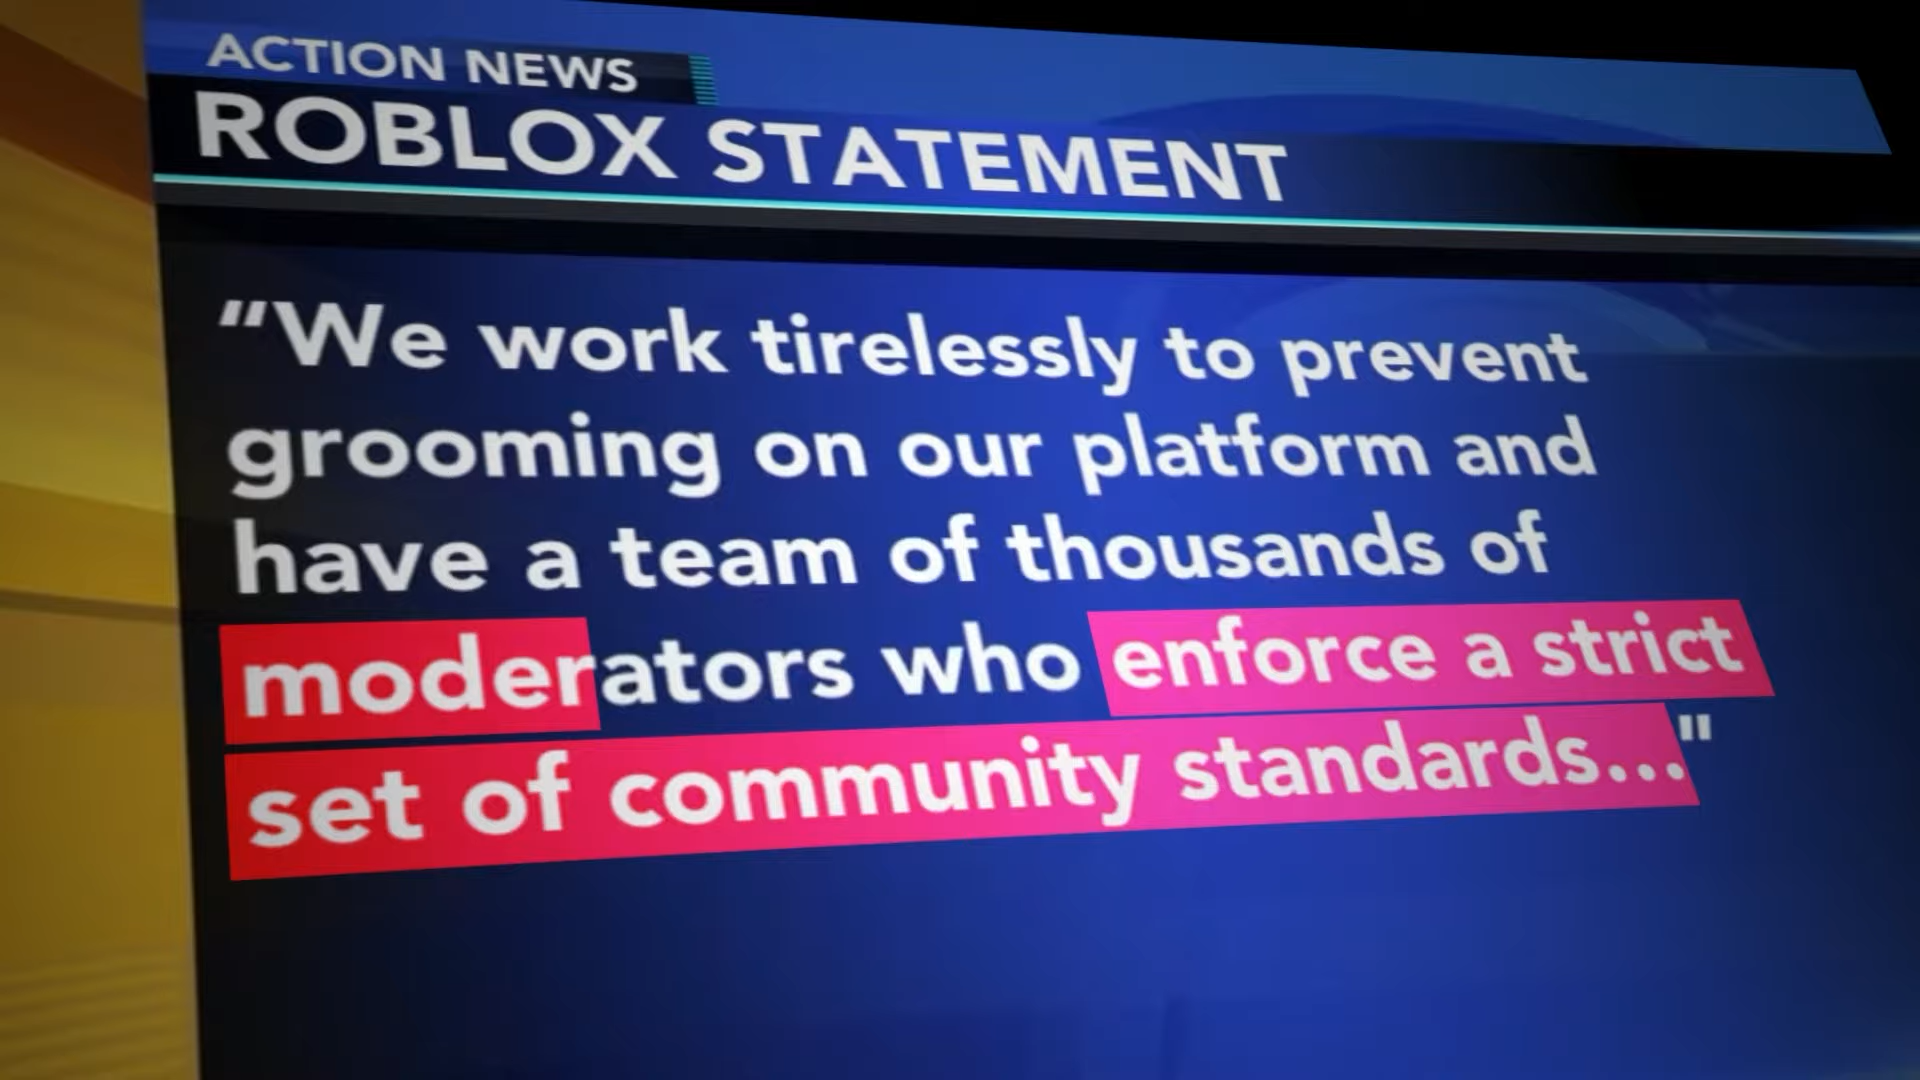 ACTION NEWS
ROBLOX STATEMENT
“We work tirelessly to prevent
grooming on our platform and
have a team of thousands of
moderators who enforce a strict
set of community standards..."